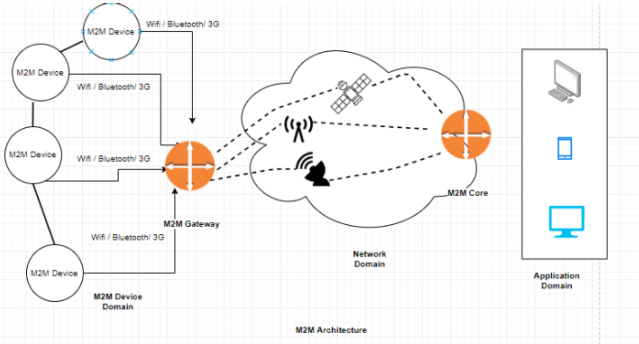 M2M Device
Wifi / Bluetooth/ 3G
M2M Device
Wifi / Bluetooth/ 3G
M2M Device
Wifi / Bluetooth/ 3G
M2M Gateway
M2M Core
Wifi / Bluetooth/ 3G
M2M Device
M2M Device
Domain
Network
Domain
Application
Domain
M2M Architecture